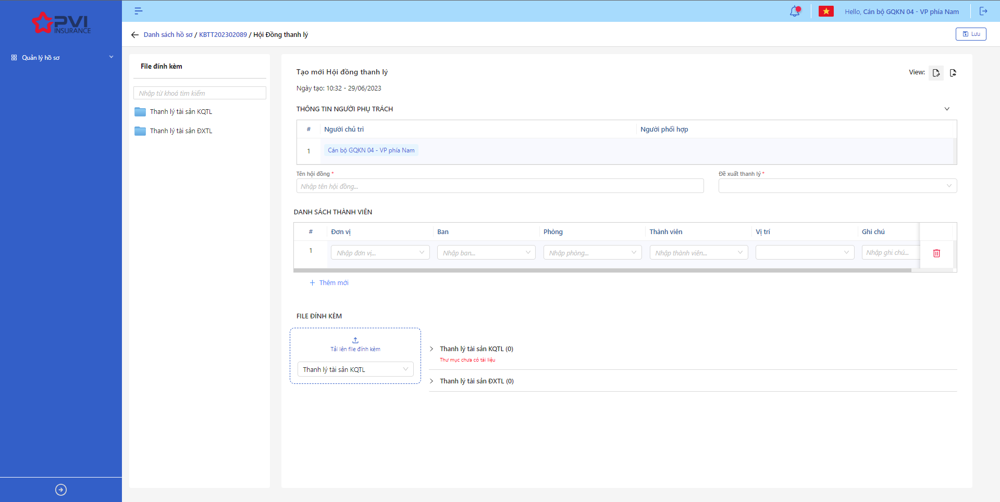 PVI
INSURANCE
Hello, Cán bộ GQKN 04 - VP phía Nam
Danh sách hồ sơ / KBTT202302089 / Hội Đồng thanh lý
Lưu
Quản lý hồ sơ
File đính kèm
Nhập từ khoá tìm kiếm
Thanh lý tài sản KQTL
Thanh lý tài sản ĐXTL
Tạo mới Hội đồng thanh lý
View:
Ngày tạo: 10:32 - 29/06/2023
THÔNG TIN NGƯỜI PHỤ TRÁCH
# Người chủ trì Người phối hợp
1 Cán bộ GQKN 04 - VP phía Nam
Tên hội đồng * Đề xuất thanh lý *
Nhập tên hội đồng...
DANH SÁCH THÀNH VIÊN
# Đơn vị Ban Phòng Thành viên Vị trí Ghi chú
1 Nhập đơn vị... Nhập ban... Nhập phòng... Nhập thành viên... Nhập ghi chú...
+ Thêm mới
FILE ĐÍNH KÈM
Tải lên file đính kèm
Thanh lý tài sản KQTL
Thanh lý tài sản KQTL (0)
Thư mục chưa có tài liệu
Thanh lý tài sản ĐXTL (0)